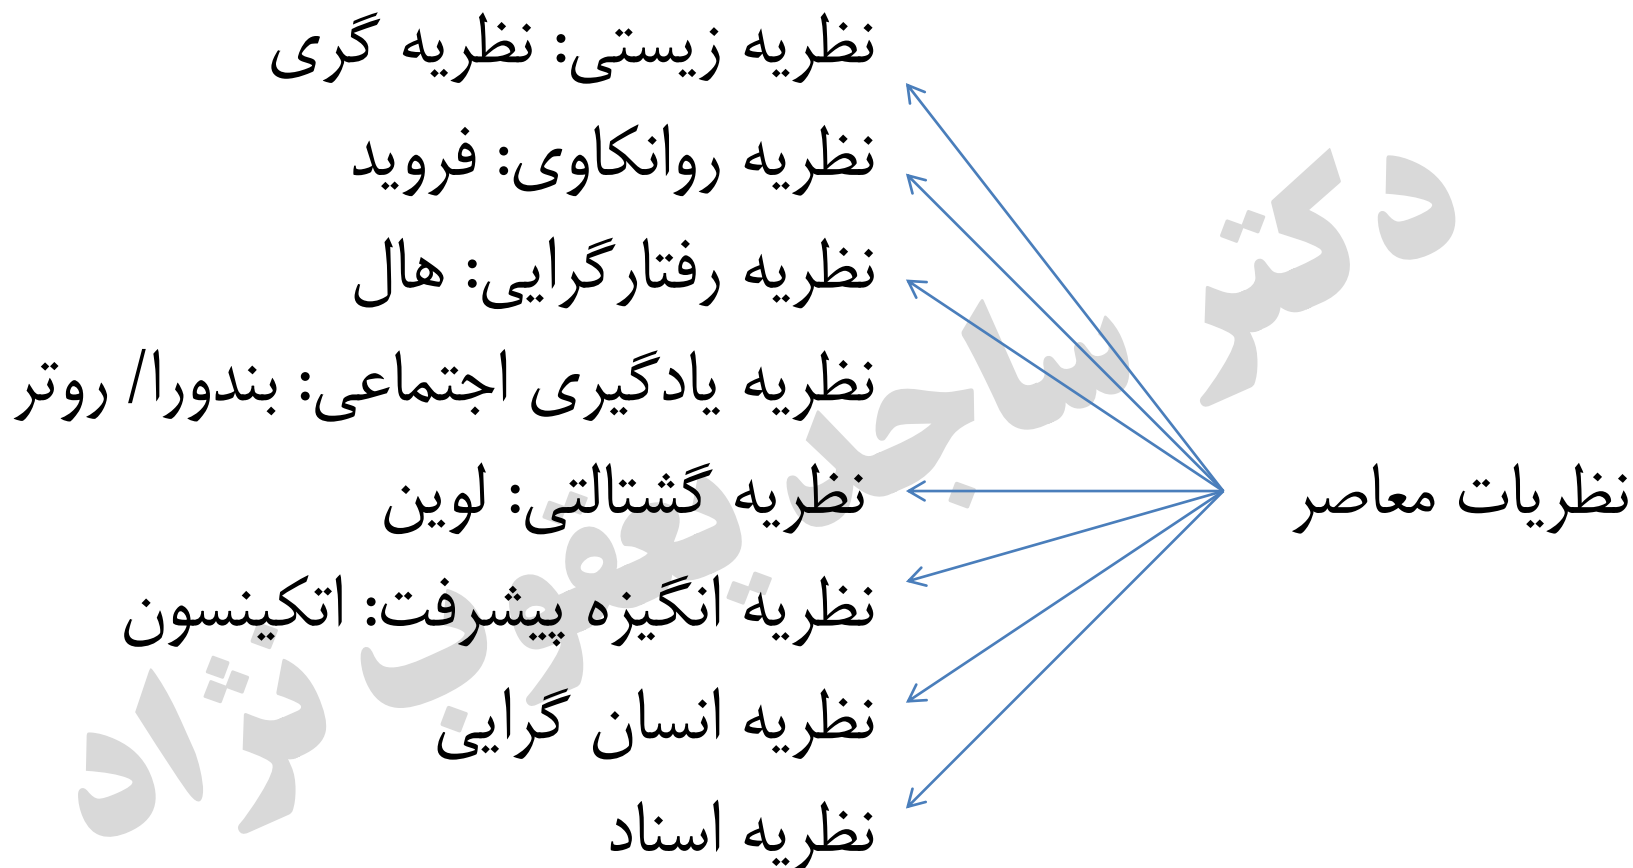 نظریه زیستی: نظریه گری
نظریه روانکاوی: فروید
نظریه رفتارگرایی: هال
نظریه یادگیری اجتماعی: بندورا/ روتر
نظریات معاصر
نظریه گشتالتی: لوین
نظریه انگیزه پیشرفت: اتکینسون
نظریه انسان گرایی
نظریه اسناد
دکتر ساجد یعقوب نژاد